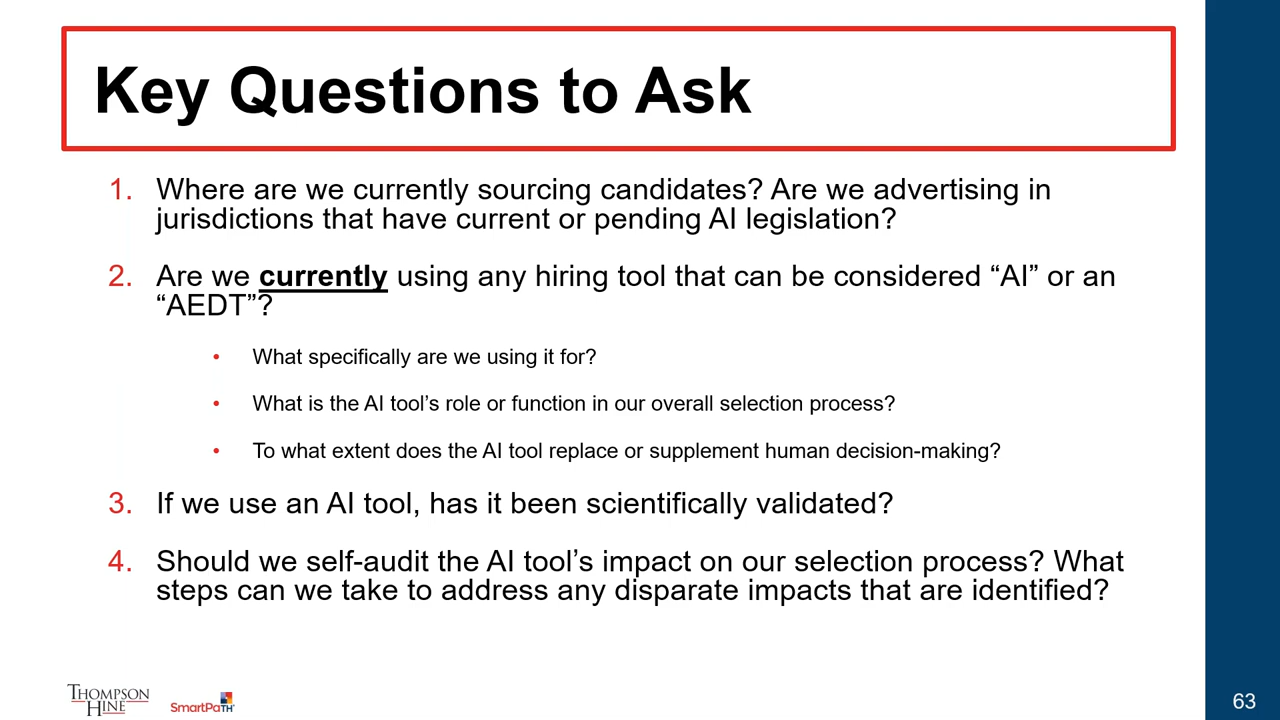 Key Questions to Ask
1. Where are we currently sourcing candidates? Are we advertising in
jurisdictions that have current or pending AI legislation?
2. Are we currently using any hiring tool that can be considered “AI” or an
“AEDT”?
• What specifically are we using it for?
• What is the AI tool’s role or function in our overall selection process?
• To what extent does the AI tool replace or supplement human decision-making?
3. If we use an AI tool, has it been scientifically validated?
4. Should we self-audit the AI tool’s impact on our selection process? What
steps can we take to address any disparate impacts that are identified?
THOMPSON
HINE
SmartPaTH
63